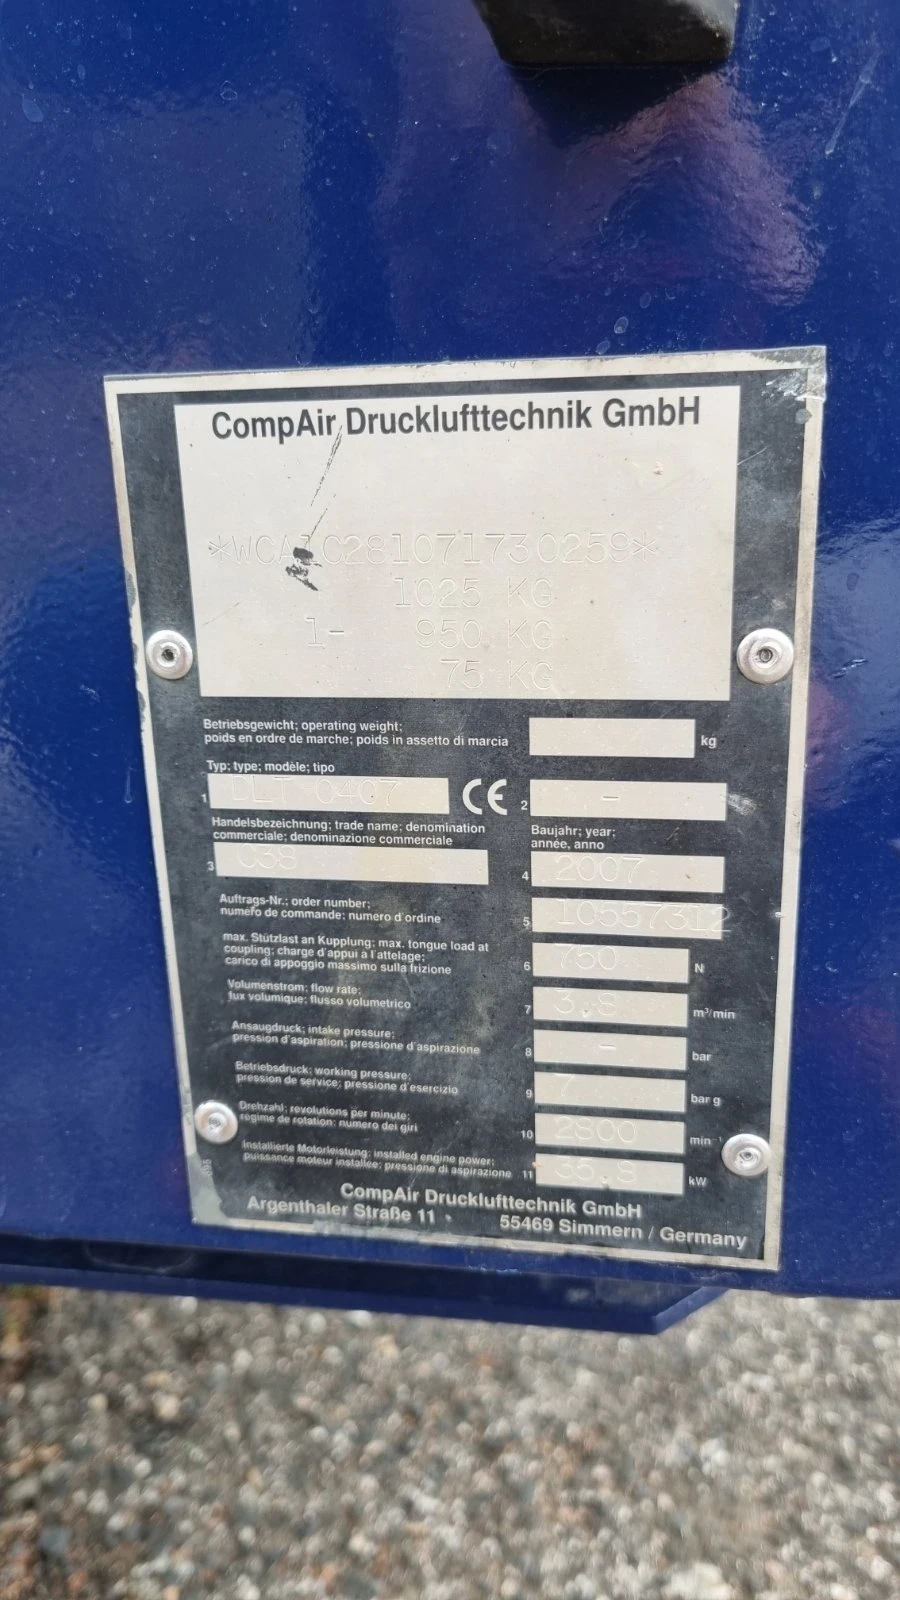 CompAir Drucklufttechnik GmbH
*WCA1C281071730259*
1025 KG
1- 950 KG
75 KG
Betriebsgewicht; operating weight;
poids en ordre de marche; poids in assetto di marcia
kg
Typ; type; modèle; tipo
1 DLT 0407 CE 2 -
Handelsbezeichnung; trade name; denomination
commerciale; denominazione commerciale
Baujahr; year;
année, anno
3 C38 4 2007
Auftrags-Nr.; order number;
numéro de commande; numero d'ordine
5 10557312
max. Stützlast an Kupplung; max. tongue load at
coupling; charge d'appui à l'attelage;
carico di appoggio massimo sulla frizione
6 750 N
Volumenstrom; flow rate;
flux volumique; flusso volumetrico
7 3,8 m³/min
Ansaugdruck; intake pressure;
pression d'aspiration; pressione d'aspirazione
8 - bar
Betriebsdruck; working pressure;
pression de service; pressione d'esercizio
9 7 bar g
Drehzahl; revolutions per minute;
régime de rotation; numero dei giri
10 2800 min⁻¹
Installierte Motorleistung; installed engine power;
puissance moteur installée; pressione di aspirazione
11 35,8 kW
CompAir Drucklufttechnik GmbH
Argenthaler Straße 11 • 55469 Simmern / Germany